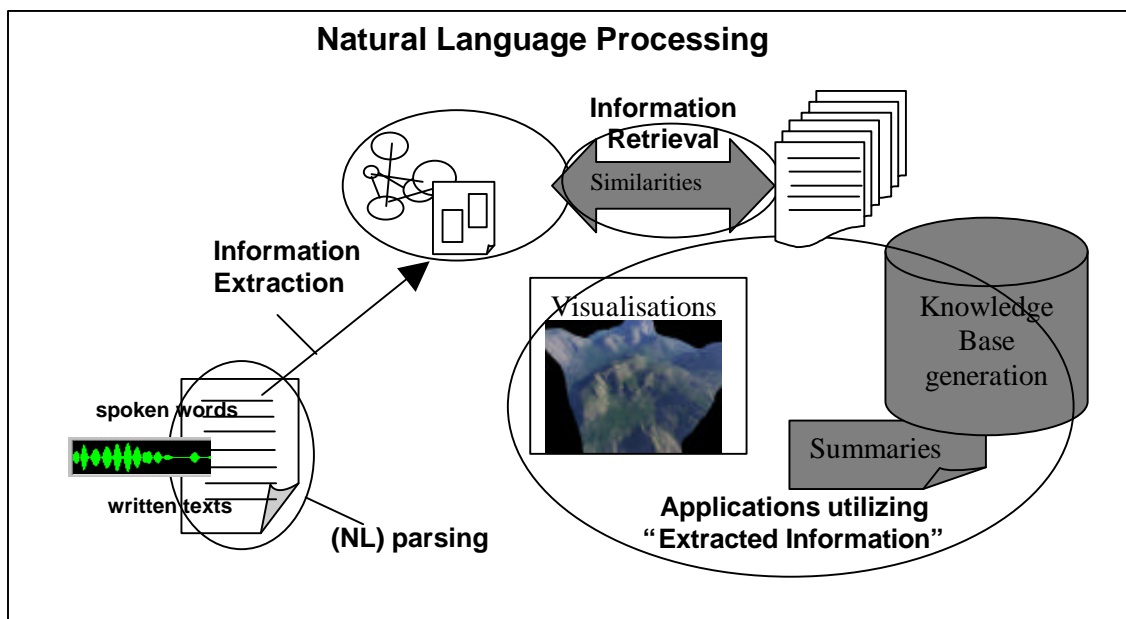 Natural Language Processing
Information
Retrieval
Similarities
Information
Extraction
Visualisations
Knowledge
Base
generation
spoken words
Summaries
written texts
(NL) parsing
Applications utilizing
“Extracted Information”